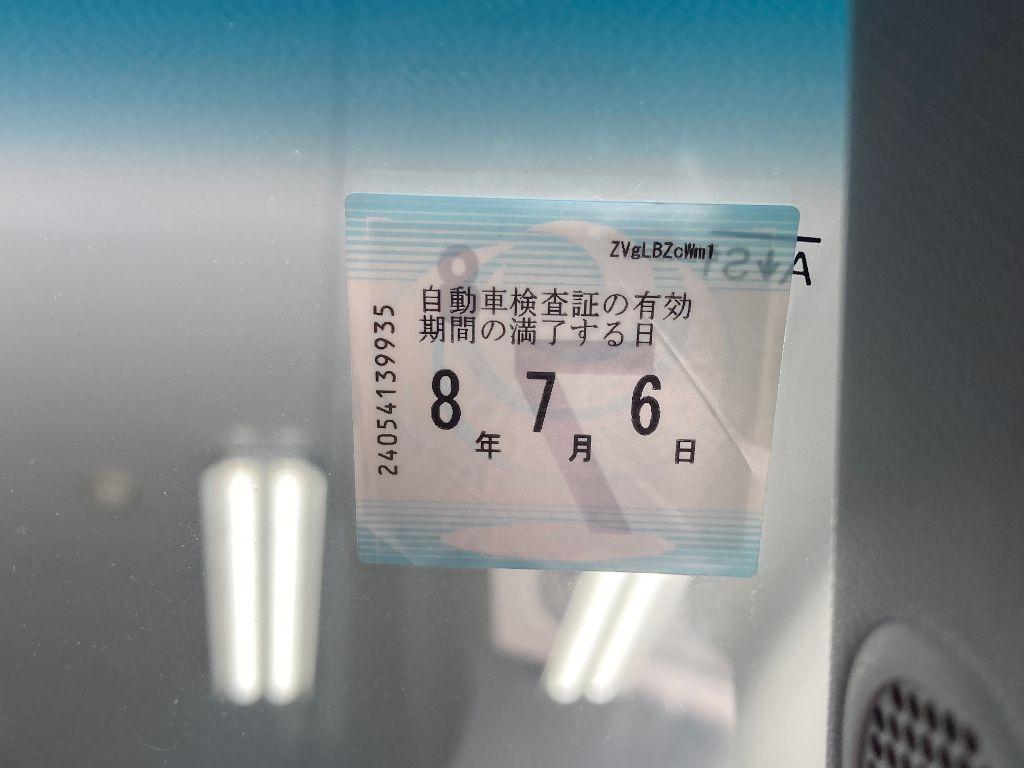 ZVgLBZcWm1
自動車検査証の有効
期間の満了する日
8年 7月 6日
24054139935